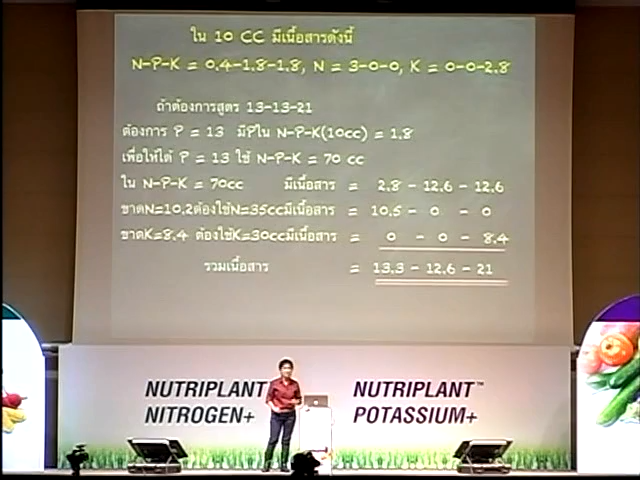 ใน 10 CC มีเนื้อสารดังนี้
N-P-K = 0.4-1.8-1.8, N = 3-0-0, K = 0-0-2.8
ถ้าต้องการสูตร 13-13-21
ต้องการ P = 13 มีPใน N-P-K(10cc) = 1.8
เพื่อให้ได้ P = 13 ใช้ N-P-K = 70 cc
ใน N-P-K = 70cc มีเนื้อสาร = 2.8 - 12.6 - 12.6
ขาดN=10.2ต้องใช้N=35ccมีเนื้อสาร = 10.5 - 0 - 0
ขาดK=8.4 ต้องใช้K=30ccมีเนื้อสาร = 0 - 0 - 8.4
รวมเนื้อสาร = 13.3 - 12.6 - 21
NUTRIPLANT NUTRIPLANT™
NITROGEN+ POTASSIUM+